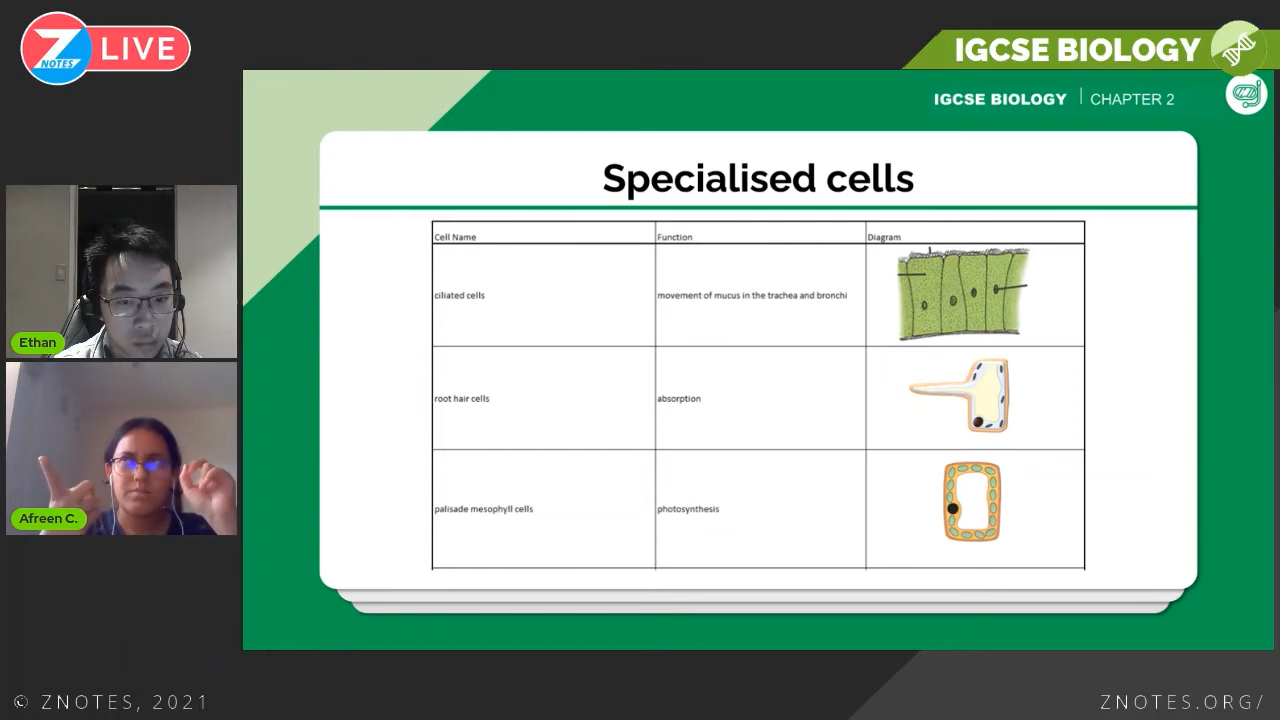 Z
NOTES
LIVE
IGCSE BIOLOGY
IGCSE BIOLOGY | CHAPTER 2
Specialised cells
Cell Name Function Diagram
ciliated cells movement of mucus in the trachea and bronchi
root hair cells absorption
palisade mesophyll cells photosynthesis
Ethan
Afreen C.
© ZNOTES, 2021
ZNOTES.ORG/